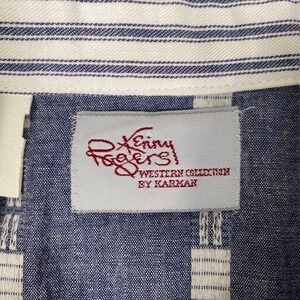 Kenny
Rogers
WESTERN COLLECTION
BY KARMAN